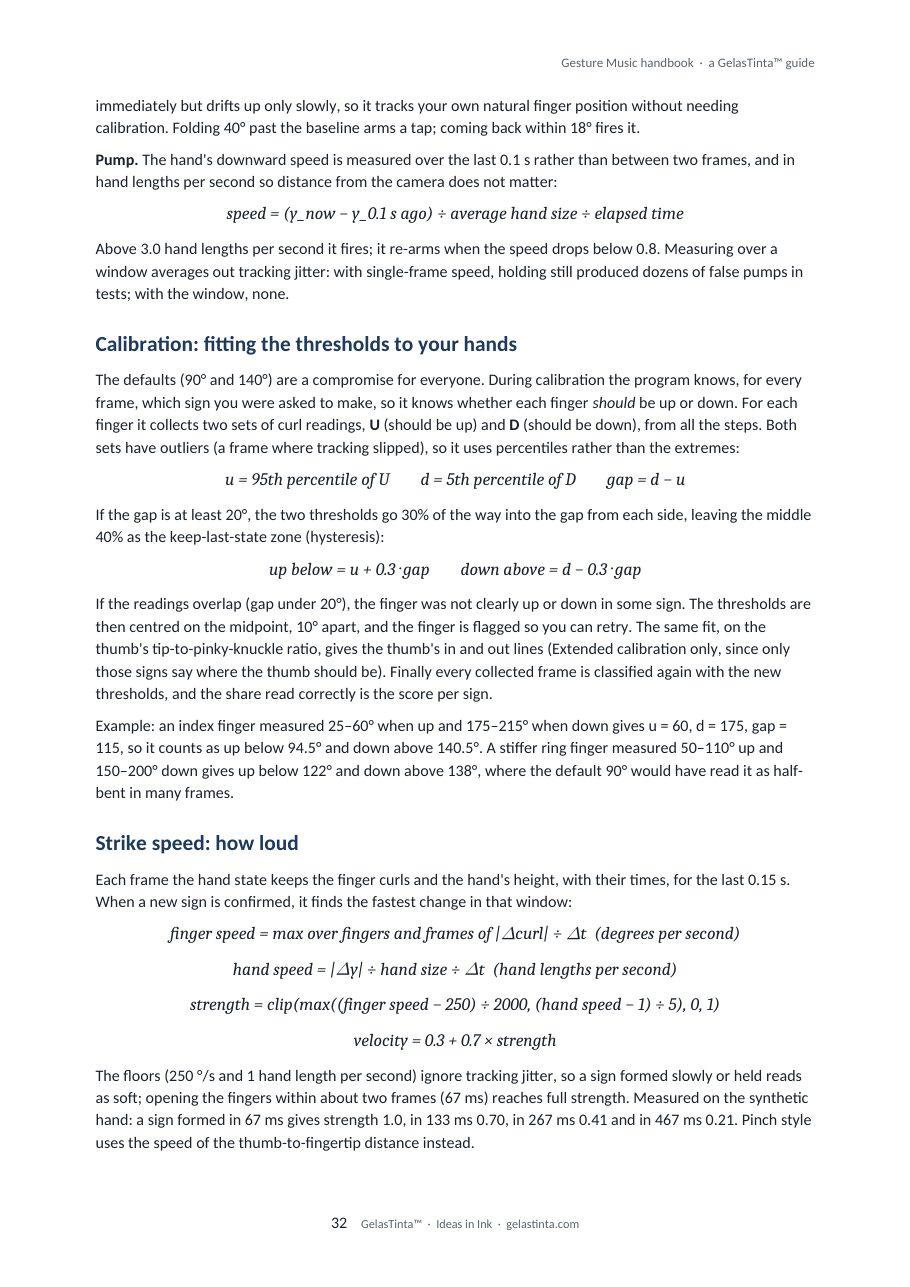 Gesture Music handbook · a GelasTinta™ guide
immediately but drifts up only slowly, so it tracks your own natural finger position without needing
calibration. Folding 40° past the baseline arms a tap; coming back within 18° fires it.
Pump. The hand's downward speed is measured over the last 0.1 s rather than between two frames, and in
hand lengths per second so distance from the camera does not matter:
speed = (y_now − y_0.1 s ago) ÷ average hand size ÷ elapsed time
Above 3.0 hand lengths per second it fires; it re-arms when the speed drops below 0.8. Measuring over a
window averages out tracking jitter: with single-frame speed, holding still produced dozens of false pumps in
tests; with the window, none.
Calibration: fitting the thresholds to your hands
The defaults (90° and 140°) are a compromise for everyone. During calibration the program knows, for every
frame, which sign you were asked to make, so it knows whether each finger should be up or down. For each
finger it collects two sets of curl readings, U (should be up) and D (should be down), from all the steps. Both
sets have outliers (a frame where tracking slipped), so it uses percentiles rather than the extremes:
u = 95th percentile of U d = 5th percentile of D gap = d − u
If the gap is at least 20°, the two thresholds go 30% of the way into the gap from each side, leaving the middle
40% as the keep-last-state zone (hysteresis):
up below = u + 0.3·gap down above = d − 0.3·gap
If the readings overlap (gap under 20°), the finger was not clearly up or down in some sign. The thresholds are
then centred on the midpoint, 10° apart, and the finger is flagged so you can retry. The same fit, on the
thumb's tip-to-pinky-knuckle ratio, gives the thumb's in and out lines (Extended calibration only, since only
those signs say where the thumb should be). Finally every collected frame is classified again with the new
thresholds, and the share read correctly is the score per sign.
Example: an index finger measured 25–60° when up and 175–215° when down gives u = 60, d = 175, gap =
115, so it counts as up below 94.5° and down above 140.5°. A stiffer ring finger measured 50–110° up and
150–200° down gives up below 122° and down above 138°, where the default 90° would have read it as half-
bent in many frames.
Strike speed: how loud
Each frame the hand state keeps the finger curls and the hand's height, with their times, for the last 0.15 s.
When a new sign is confirmed, it finds the fastest change in that window:
finger speed = max over fingers and frames of |Δcurl| ÷ Δt (degrees per second)
hand speed = |Δy| ÷ hand size ÷ Δt (hand lengths per second)
strength = clip(max((finger speed − 250) ÷ 2000, (hand speed − 1) ÷ 5), 0, 1)
velocity = 0.3 + 0.7 × strength
The floors (250 °/s and 1 hand length per second) ignore tracking jitter, so a sign formed slowly or held reads
as soft; opening the fingers within about two frames (67 ms) reaches full strength. Measured on the synthetic
hand: a sign formed in 67 ms gives strength 1.0, in 133 ms 0.70, in 267 ms 0.41 and in 467 ms 0.21. Pinch style
uses the speed of the thumb-to-fingertip distance instead.
32 GelasTinta™ · Ideas in Ink · gelastinta.com